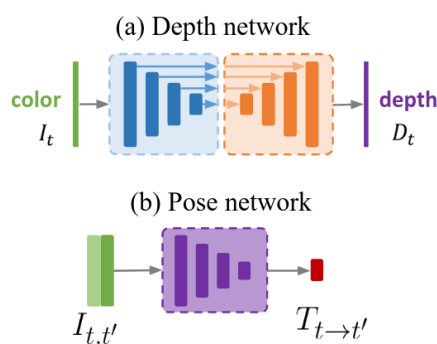 (a) Depth network
color
depth
I_t
D_t
(b) Pose network
I_{t,t'}
T_{t→t'}